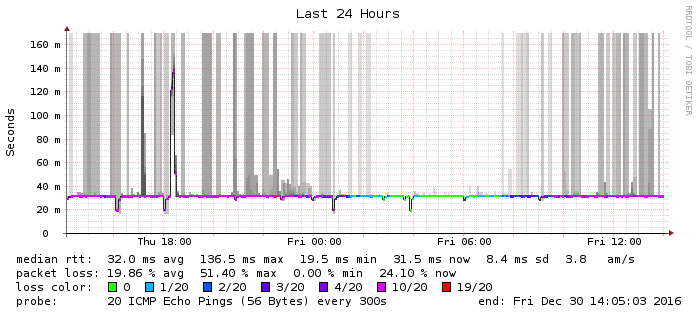 Last 24 Hours
RRDTOOL / TOBI OETIKER
Seconds
160 m
140 m
120 m
100 m
80 m
60 m
40 m
20 m
0
Thu 18:00 Fri 00:00 Fri 06:00 Fri 12:00
median rtt: 32.0 ms avg 136.5 ms max 19.5 ms min 31.5 ms now 8.4 ms sd 3.8 am/s
packet loss: 19.86 % avg 51.40 % max 0.00 % min 24.10 % now
loss color: 0 1/20 2/20 3/20 4/20 10/20 19/20
probe: 20 ICMP Echo Pings (56 Bytes) every 300s end: Fri Dec 30 14:05:03 2016